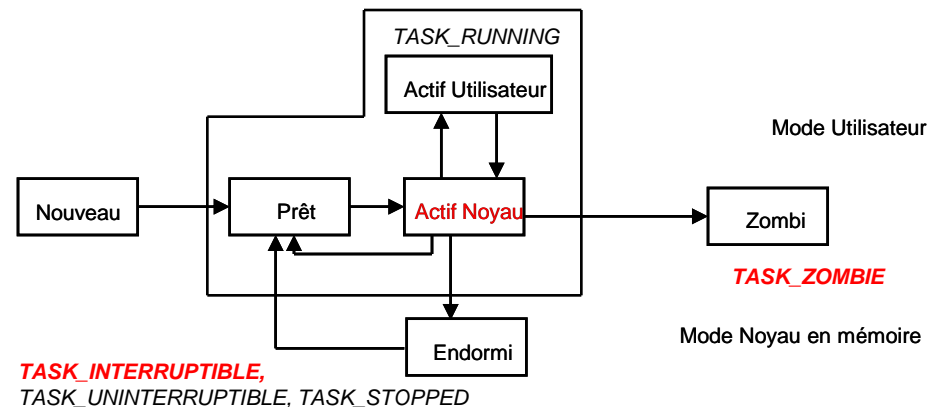 TASK_RUNNING
Actif Utilisateur
Mode Utilisateur
Nouveau
Prêt
Actif Noyau
Zombi
TASK_ZOMBIE
Mode Noyau en mémoire
Endormi
TASK_INTERRUPTIBLE,
TASK_UNINTERRUPTIBLE, TASK_STOPPED